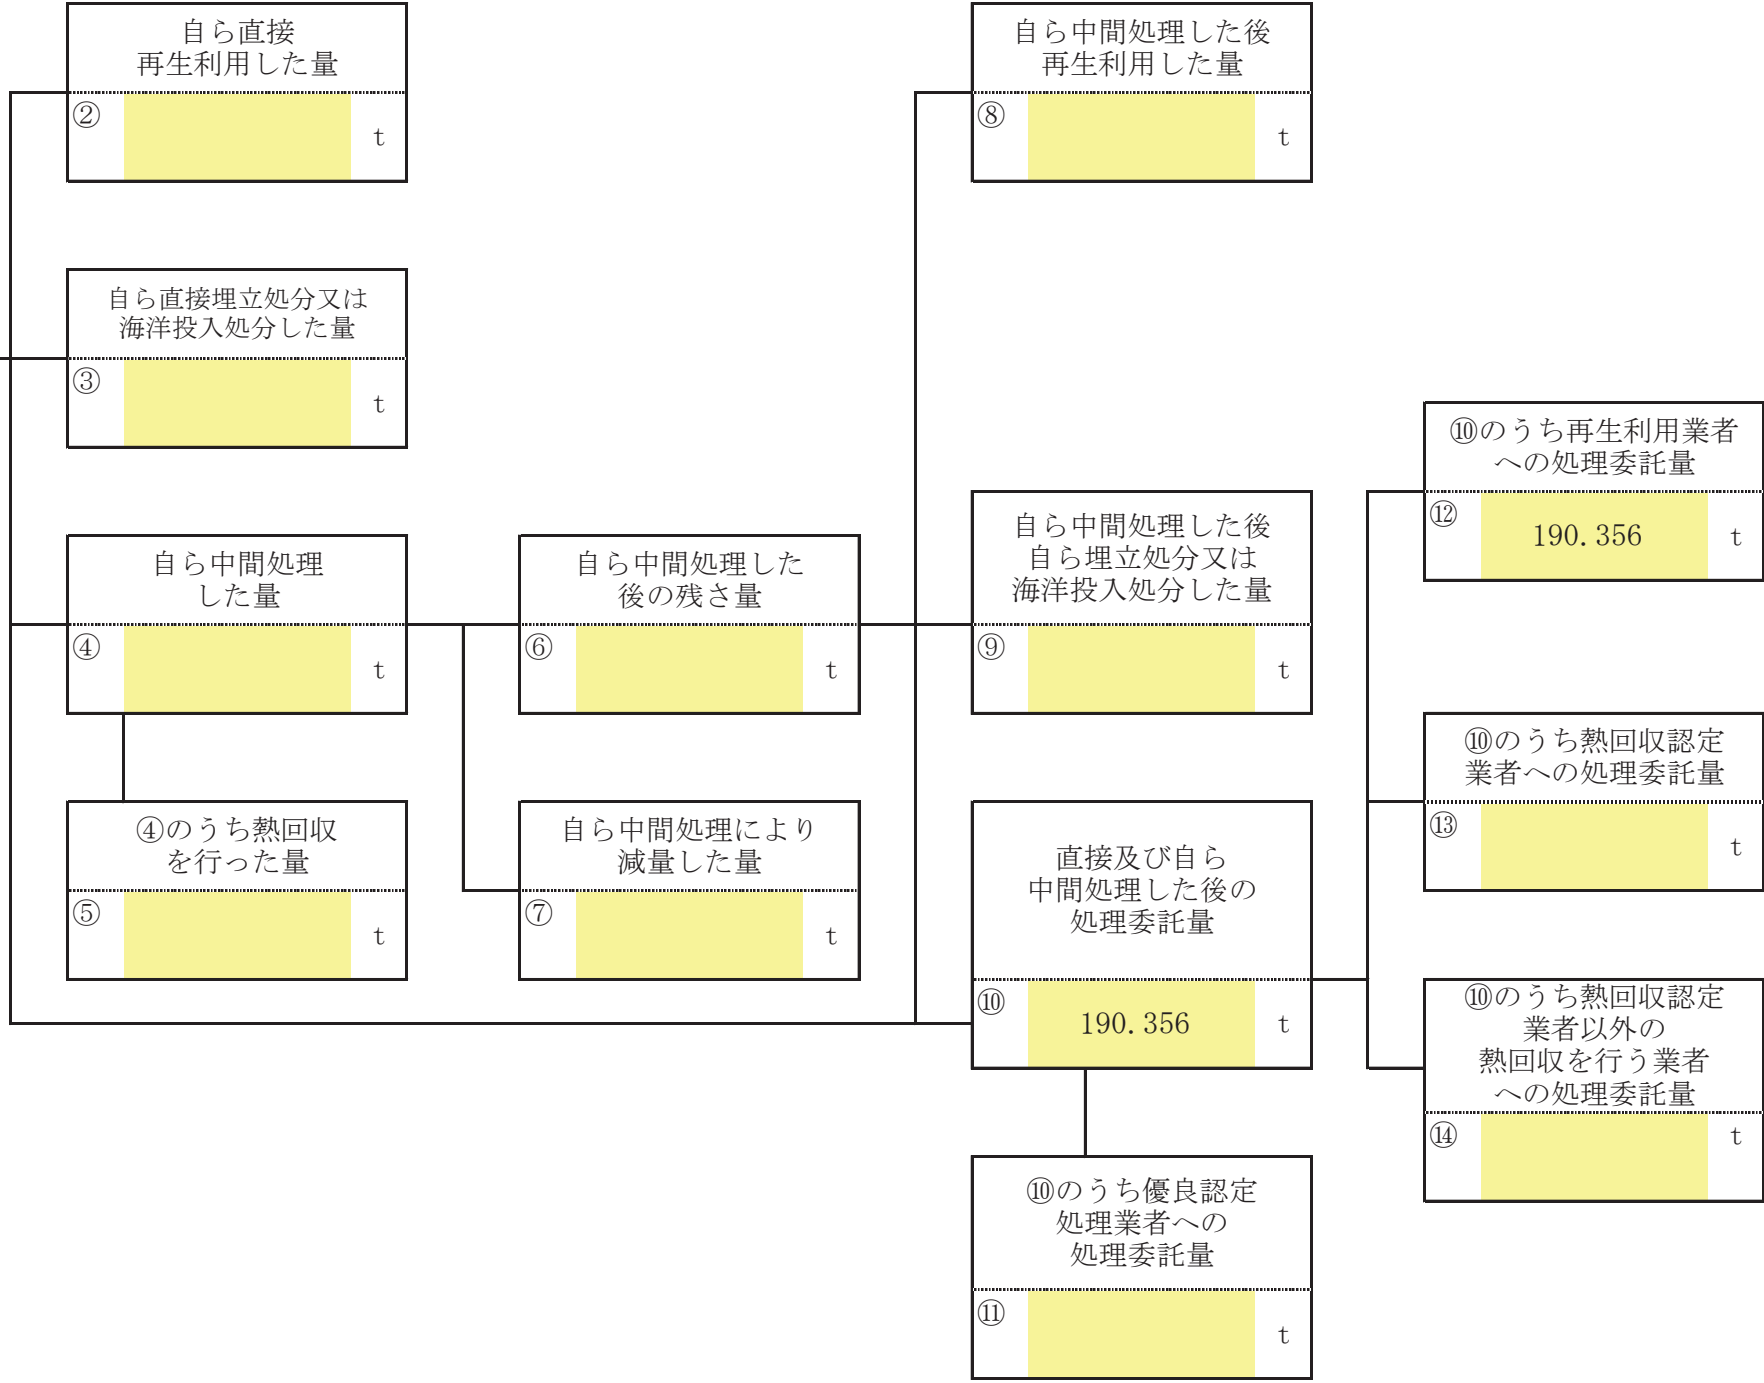 自ら直接
再生利用した量
②
t
自ら直接埋立処分又は
海洋投入処分した量
③
t
自ら中間処理
した量
④
t
④のうち熱回収
を行った量
⑤
t
自ら中間処理した
後の残さ量
⑥
t
自ら中間処理により
減量した量
⑦
t
自ら中間処理した後
再生利用した量
⑧
t
自ら中間処理した後
自ら埋立処分又は
海洋投入処分した量
⑨
t
直接及び自ら
中間処理した後の
処理委託量
⑩ 190.356 t
⑩のうち優良認定
処理業者への
処理委託量
⑪
t
⑩のうち再生利用業者
への処理委託量
⑫ 190.356 t
⑩のうち熱回収認定
業者への処理委託量
⑬
t
⑩のうち熱回収認定
業者以外の
熱回収を行う業者
への処理委託量
⑭
t